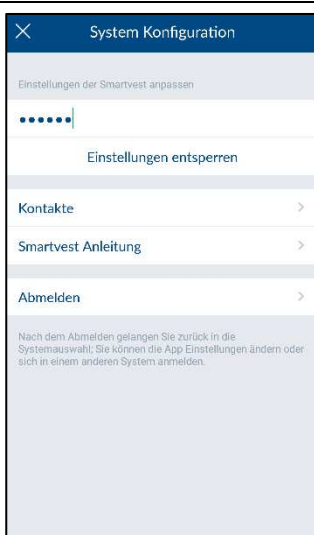 System Konfiguration
Einstellungen der Smartvest anpassen
••••••
Einstellungen entsperren
Kontakte
Smartvest Anleitung
Abmelden
Nach dem Abmelden gelangen Sie zurück in die
Systemauswahl; Sie können die App Einstellungen ändern oder
sich in einem anderen System anmelden.